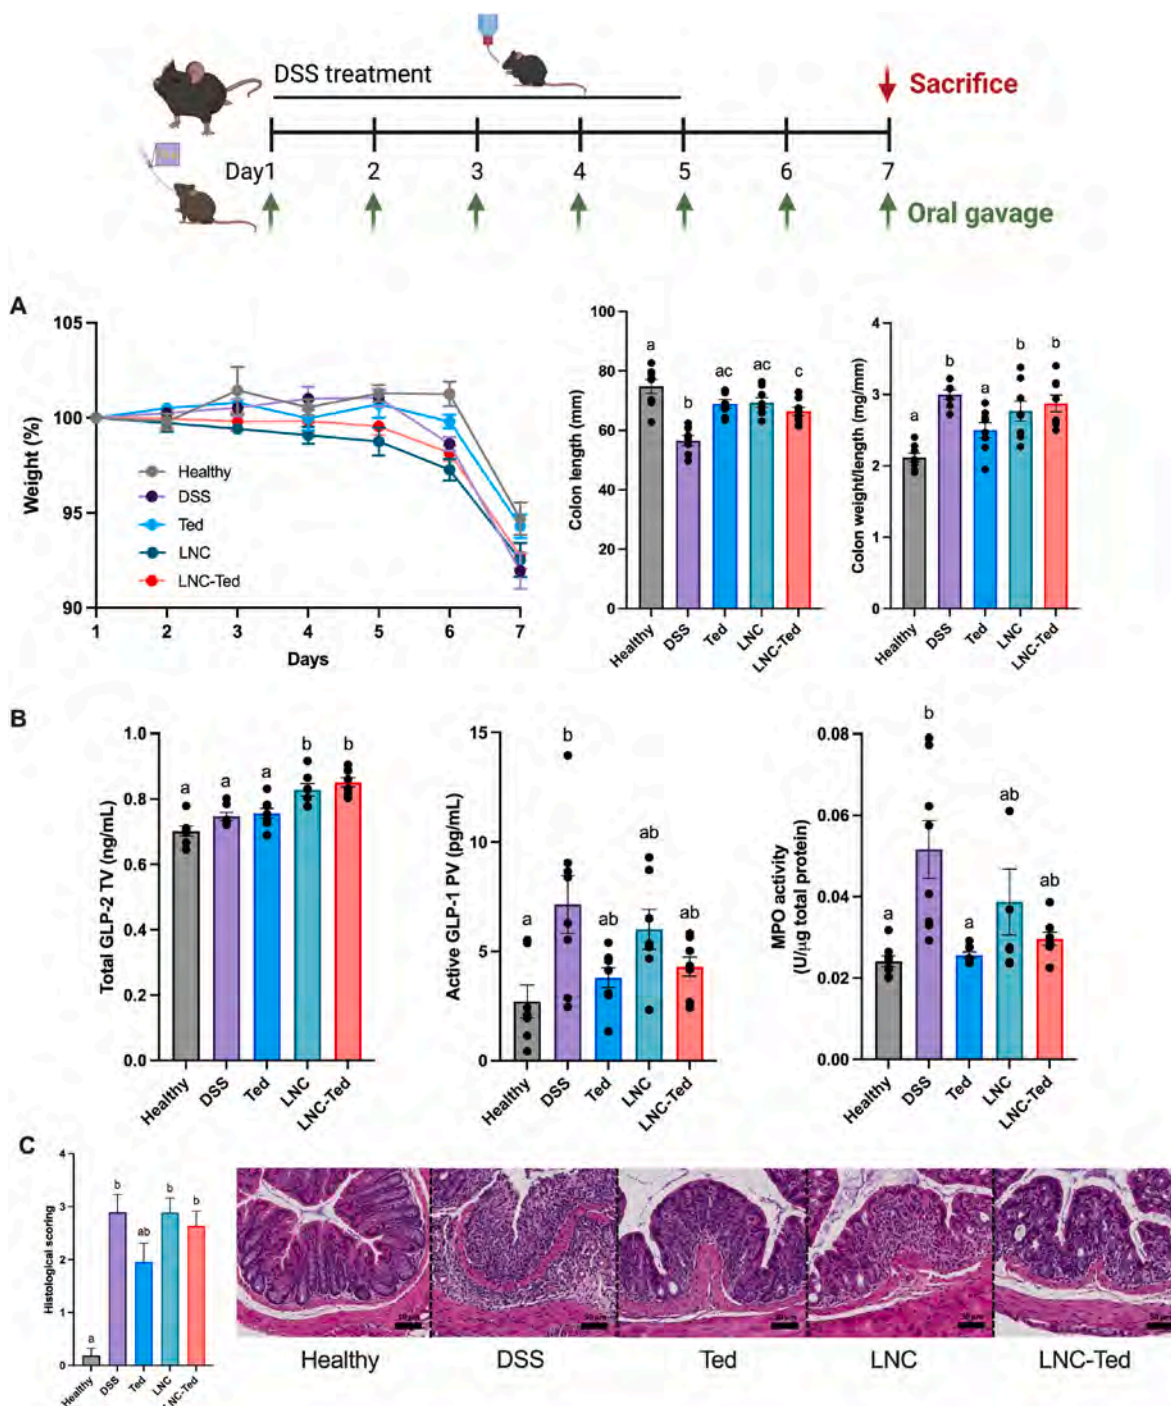 DSS treatment
Sacrifice
Day1 2 3 4 5 6 7
Oral gavage
A
105
100
95
90
Weight (%)
Healthy
DSS
Ted
LNC
LNC-Ted
1 2 3 4 5 6 7
Days
100
80
60
40
20
0
Colon length (mm)
a b ac ac c
Healthy DSS Ted LNC LNC-Ted
4
3
2
1
0
Colon weight/length (mg/mm)
a b a b b
Healthy DSS Ted LNC LNC-Ted
B
1.0
0.8
0.6
0.4
0.2
0.0
Total GLP-2 TV (ng/mL)
a a a b b
Healthy DSS Ted LNC LNC-Ted
15
10
5
0
Active GLP-1 PV (pg/mL)
a b ab ab ab
Healthy DSS Ted LNC LNC-Ted
0.08
0.06
0.04
0.02
0.00
MPO activity
(U/μg total protein)
a b a ab ab
Healthy DSS Ted LNC LNC-Ted
C
4
3
2
1
0
Histological scoring
a b ab b b
Healthy DSS Ted LNC LNC-Ted
Healthy DSS Ted LNC LNC-Ted